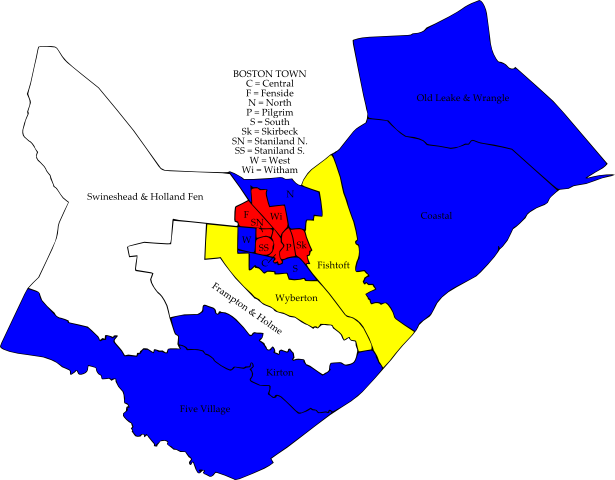 BOSTON TOWN
C = Central
F = Fenside
N = North
P = Pilgrim
S = South
Sk = Skirbeck
SN = Staniland N.
SS = Staniland S.
W = West
Wi = Witham
Old Leake & Wrangle
Swineshead & Holland Fen
N
Coastal
F
Wi
SN
W
SS
P
Sk
Fishtoft
S
Wyberton
Frampton & Holme
Kirton
Five Village